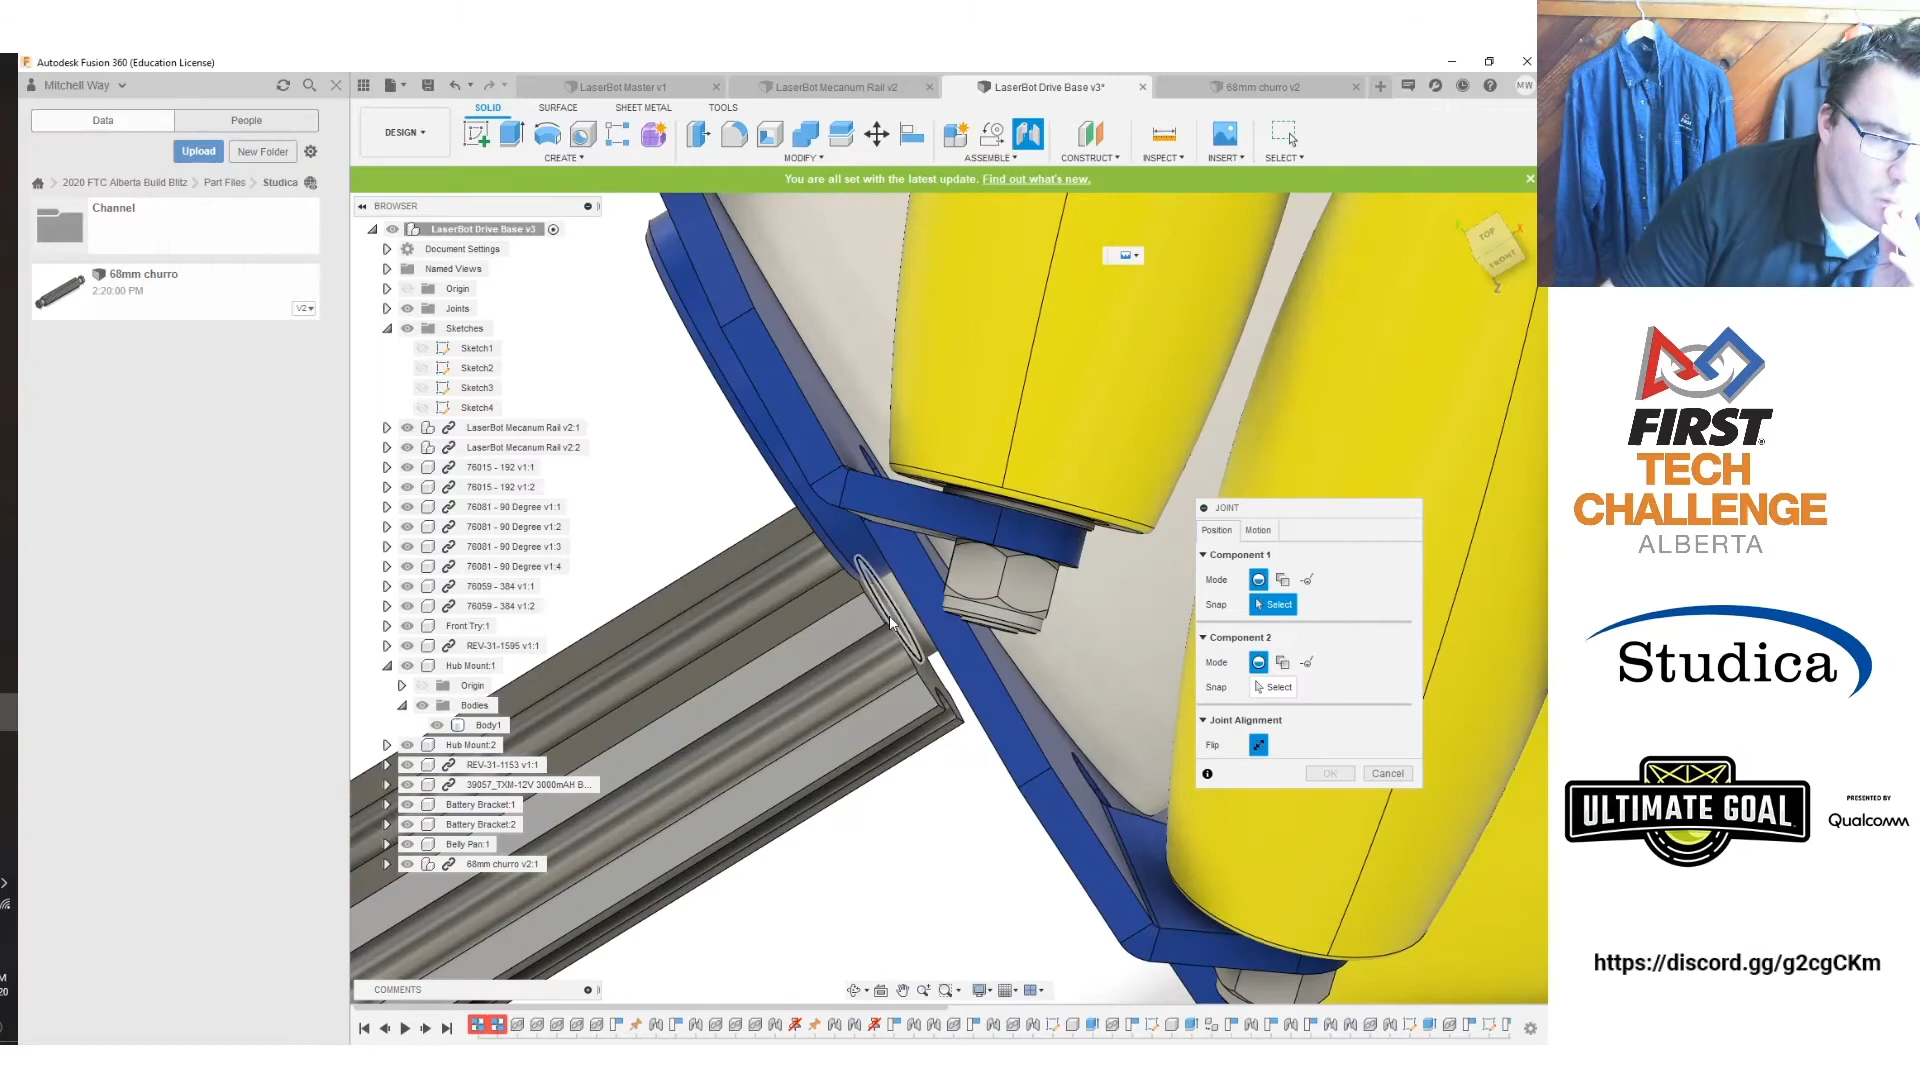 Autodesk Fusion 360 (Education License)
Mitchell Way
LaserBot Master v1
LaserBot Mecanum Rail v2
LaserBot Drive Base v3*
68mm churro v2
MW
Data
People
SOLID
SURFACE
SHEET METAL
TOOLS
DESIGN
Upload
New Folder
CREATE
MODIFY
ASSEMBLE
CONSTRUCT
INSPECT
INSERT
SELECT
2020 FTC Alberta Build Blitz
Part Files
Studica
You are all set with the latest update. Find out what's new.
Channel
68mm churro
2:20:00 PM
V2
BROWSER
LaserBot Drive Base v3
Document Settings
Named Views
Origin
Joints
Sketches
Sketch1
Sketch2
Sketch3
Sketch4
LaserBot Mecanum Rail v2:1
LaserBot Mecanum Rail v2:2
76015 - 192 v1:1
76015 - 192 v1:2
76081 - 90 Degree v1:1
76081 - 90 Degree v1:2
76081 - 90 Degree v1:3
76081 - 90 Degree v1:4
76059 - 384 v1:1
76059 - 384 v1:2
Front Try:1
REV-31-1595 v1:1
Hub Mount:1
Origin
Bodies
Body1
Hub Mount:2
REV-31-1153 v1:1
39057_TXM-12V 3000mAH B...
Battery Bracket:1
Battery Bracket:2
Belly Pan:1
68mm churro v2:1
COMMENTS
TOP
FRONT
X
Z
JOINT
Position
Motion
Component 1
Mode
Snap
Select
Component 2
Mode
Snap
Select
Joint Alignment
Flip
OK
Cancel
M
20
FIRST
FIRST
TECH
CHALLENGE
ALBERTA
Studica
ULTIMATE GOAL
PRESENTED BY
Qualcomm
https://discord.gg/g2cgCKm